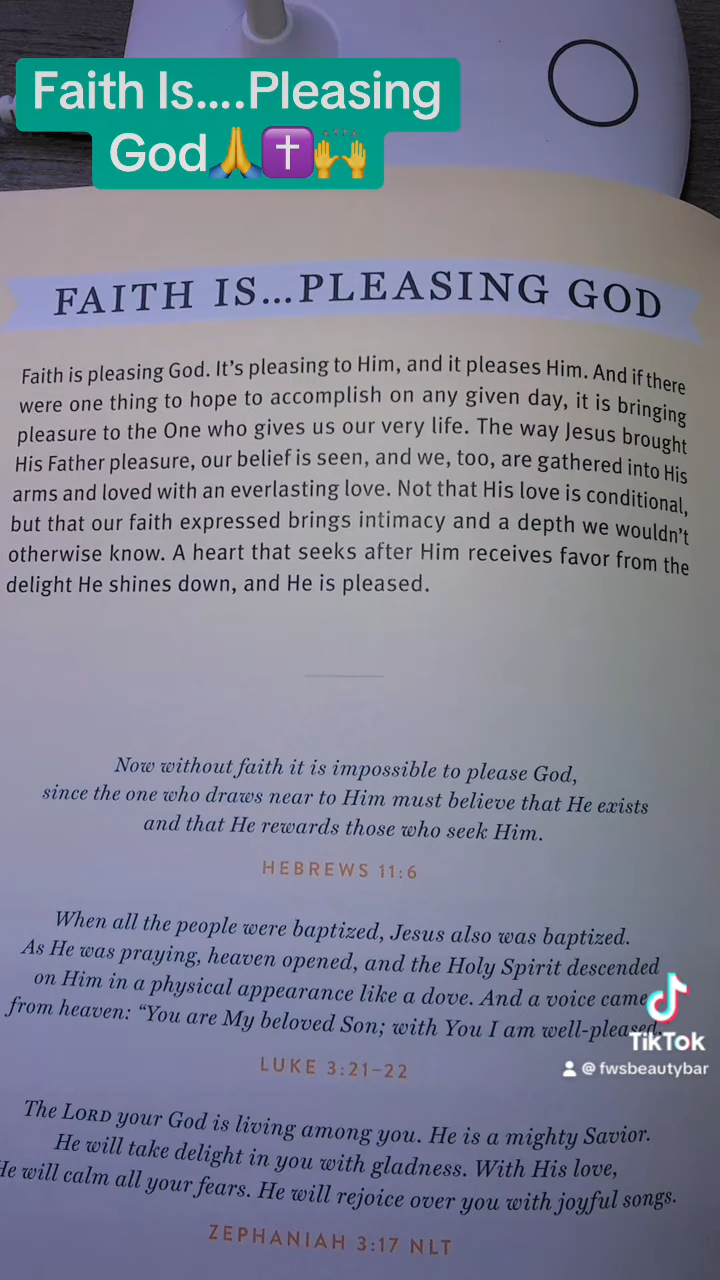 Faith Is....Pleasing
God🙏✝️🙌
FAITH IS...PLEASING GOD
Faith is pleasing God. It's pleasing to Him, and it pleases Him. And if there
were one thing to hope to accomplish on any given day, it is bringing
pleasure to the One who gives us our very life. The way Jesus brought
His Father pleasure, our belief is seen, and we, too, are gathered into His
arms and loved with an everlasting love. Not that His love is conditional,
but that our faith expressed brings intimacy and a depth we wouldn't
otherwise know. A heart that seeks after Him receives favor from the
delight He shines down, and He is pleased.
Now without faith it is impossible to please God,
since the one who draws near to Him must believe that He exists
and that He rewards those who seek Him.
HEBREWS 11:6
When all the people were baptized, Jesus also was baptized.
As He was praying, heaven opened, and the Holy Spirit descended
on Him in a physical appearance like a dove. And a voice came
from heaven: "You are My beloved Son; with You I am well-pleased.
TikTok
@fwsbeautybar
LUKE 3:21–22
The LORD your God is living among you. He is a mighty Savior.
He will take delight in you with gladness. With His love,
He will calm all your fears. He will rejoice over you with joyful songs.
ZEPHANIAH 3:17 NLT